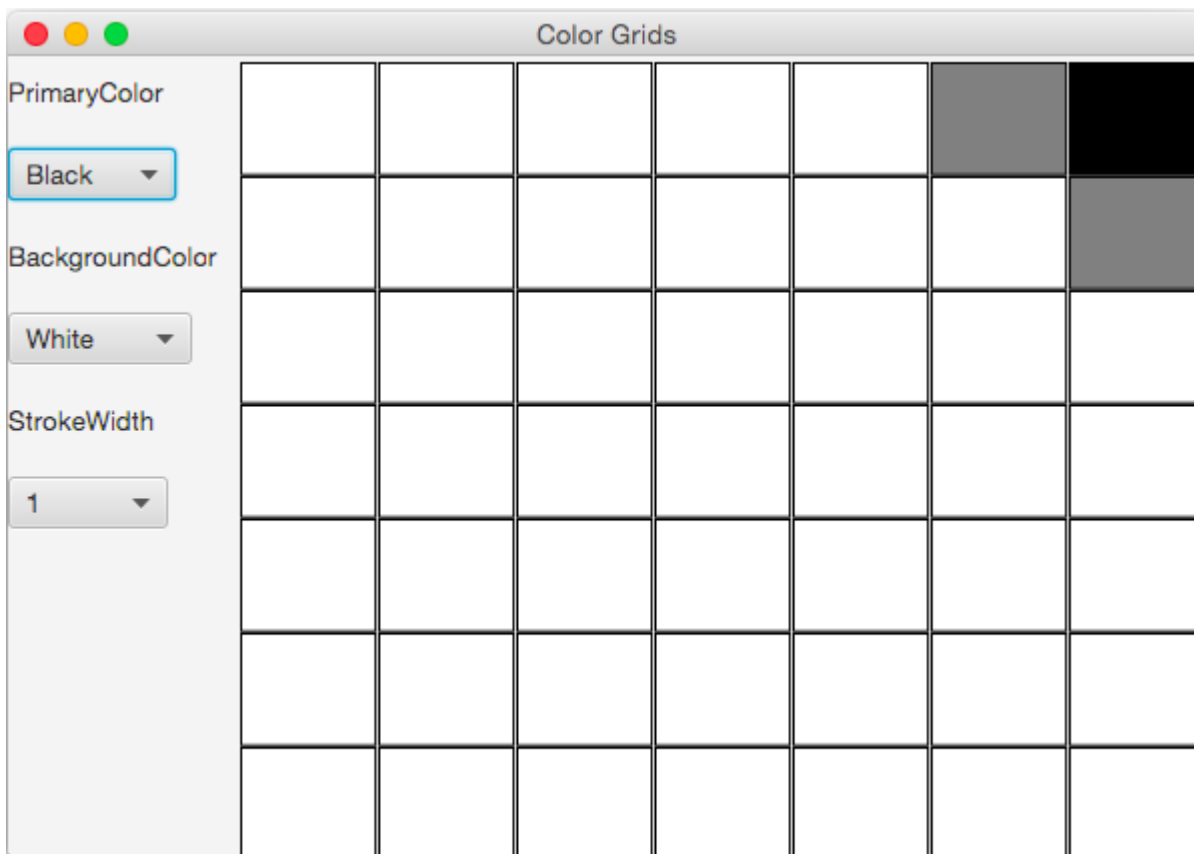 Color Grids
PrimaryColor
Black
BackgroundColor
White
StrokeWidth
1